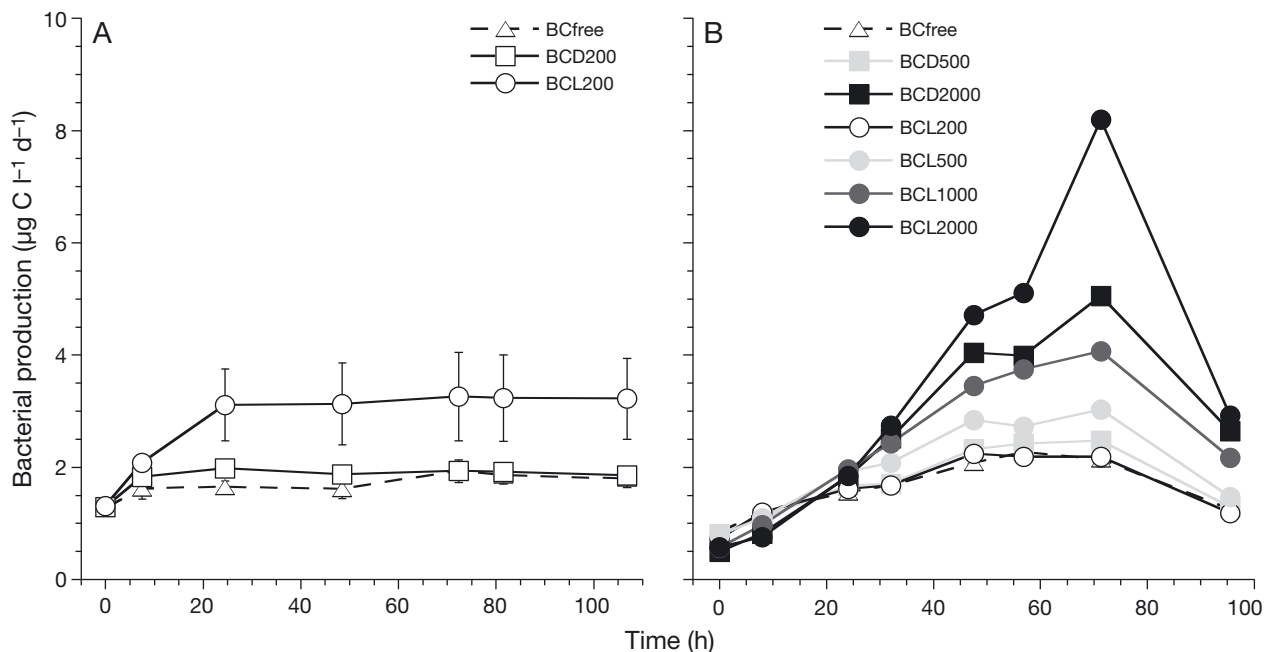 A
BCfree
BCD200
BCL200
B
BCfree
BCD500
BCD2000
BCL200
BCL500
BCL1000
BCL2000
Bacterial production (µg C l⁻¹ d⁻¹)
10
8
6
4
2
0
0 20 40 60 80 100
0 20 40 60 80 100
Time (h)